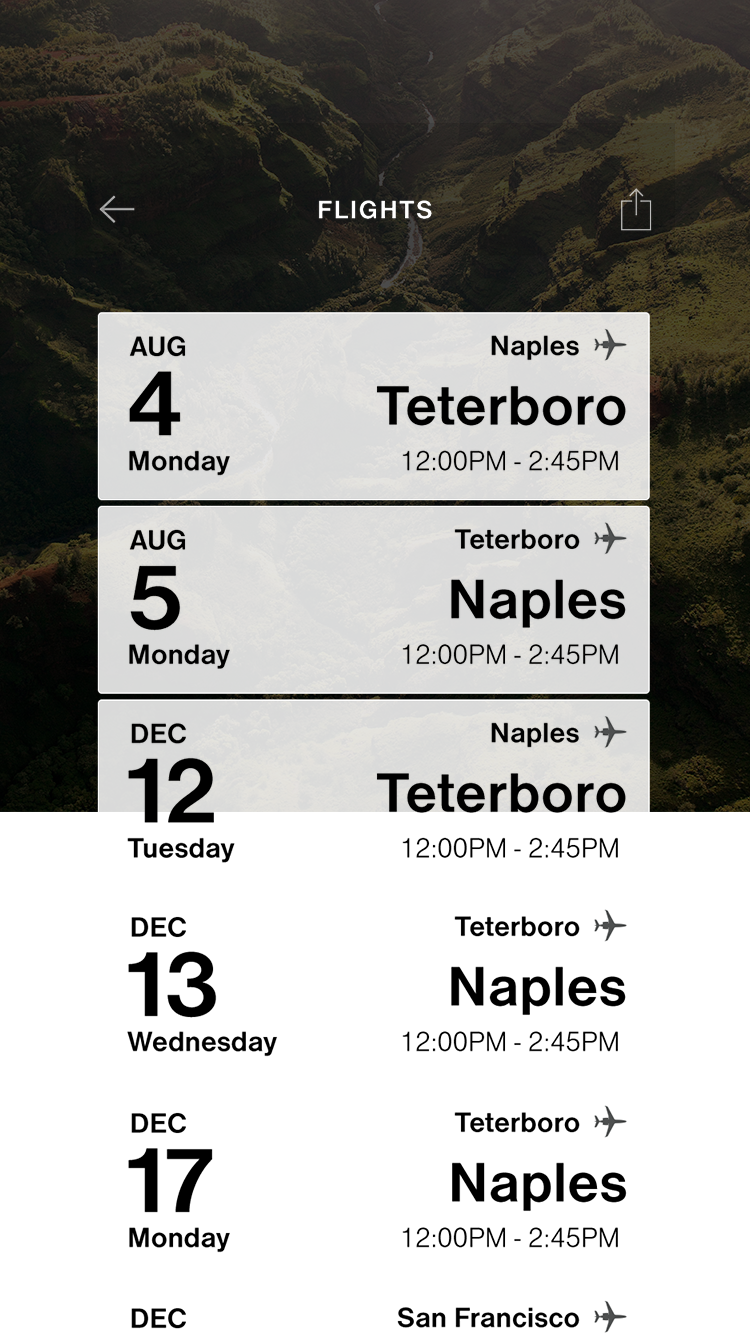 FLIGHTS
AUG
Naples
4
Teterboro
Monday
12:00PM - 2:45PM
AUG
Teterboro
5
Naples
Monday
12:00PM - 2:45PM
DEC
Naples
12
Teterboro
Tuesday
12:00PM - 2:45PM
DEC
Teterboro
13
Naples
Wednesday
12:00PM - 2:45PM
DEC
Teterboro
17
Naples
Monday
12:00PM - 2:45PM
DEC
San Francisco